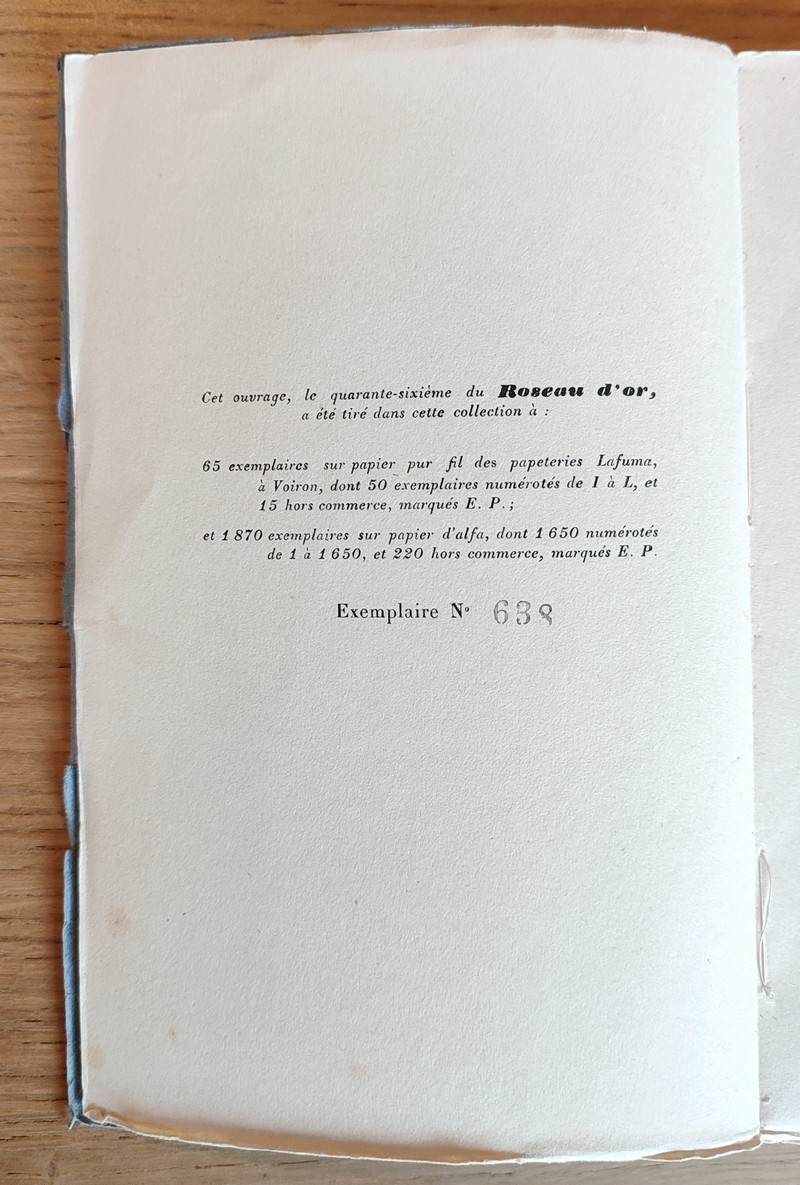 Cet ouvrage, le quarante-sixième du Roseau d'or,
a été tiré dans cette collection à :
65 exemplaires sur papier pur fil des papeteries Lafuma,
à Voiron, dont 50 exemplaires numérotés de I à L, et
15 hors commerce, marqués E. P. ;
et 1 870 exemplaires sur papier d'alfa, dont 1 650 numérotés
de 1 à 1 650, et 220 hors commerce, marqués E. P.
Exemplaire N° 638